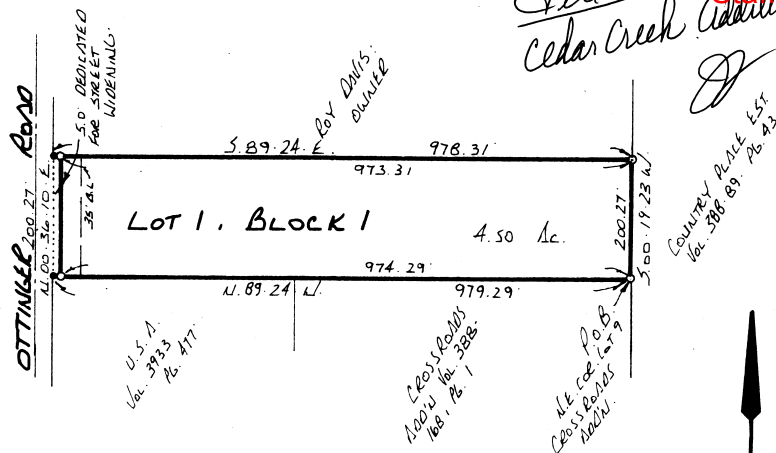 Cedar Creek
5.0' DEDICATED
FOR STREET
WIDENING.
ROY DAVIS.
OWNER
OTTINGER ROAD
N. 00. 36. 10. E.
200. 27
35' B.L.
S. 89. 24. E.
978. 31
973. 31
LOT 1. BLOCK 1
4. 50 Ac.
200. 27
S. 00. 19. 23 W.
COUNTRY PLACE EST.
VOL. 388. 89. PG. 43
974. 29
N. 89. 24 W.
979. 29
U. S. A.
VOL. 3933
PG. 477
CROSSROADS
ADD'N VOL. 388-
168, PG. 1
P.O.B.
N.E. COR. LOT 9
CROSSROADS
ADD'N.